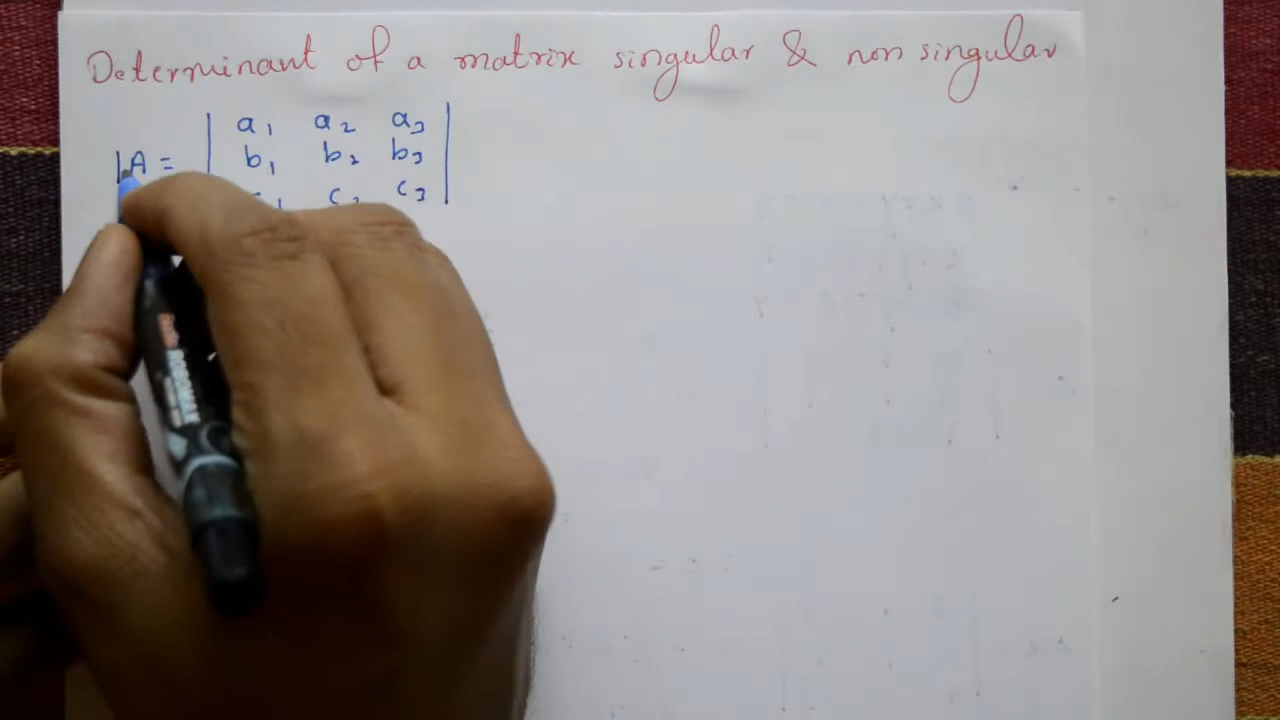 Determinant of a matrix singular & non singular
a₁ a₂ a₃
|A = b₁ b₂ b₃
c₃